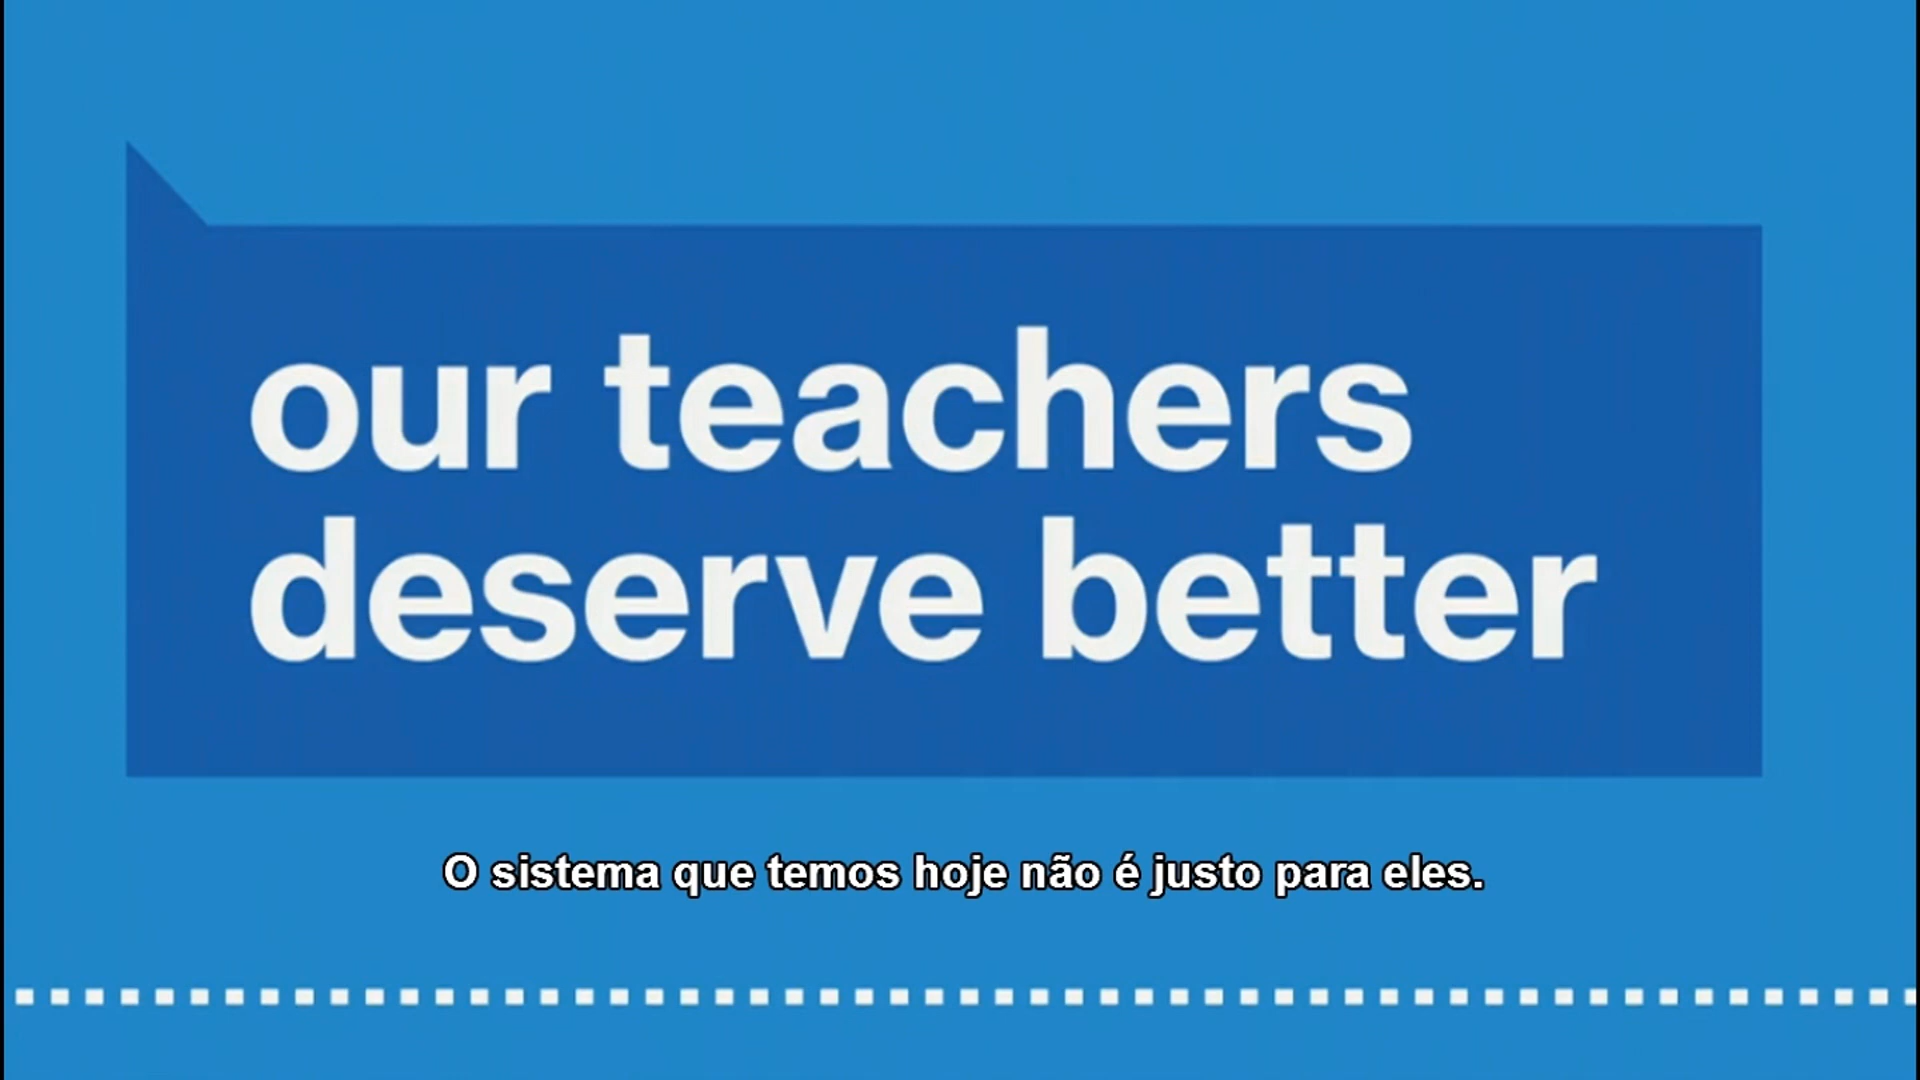 our teachers
deserve better
O sistema que temos hoje não é justo para eles.